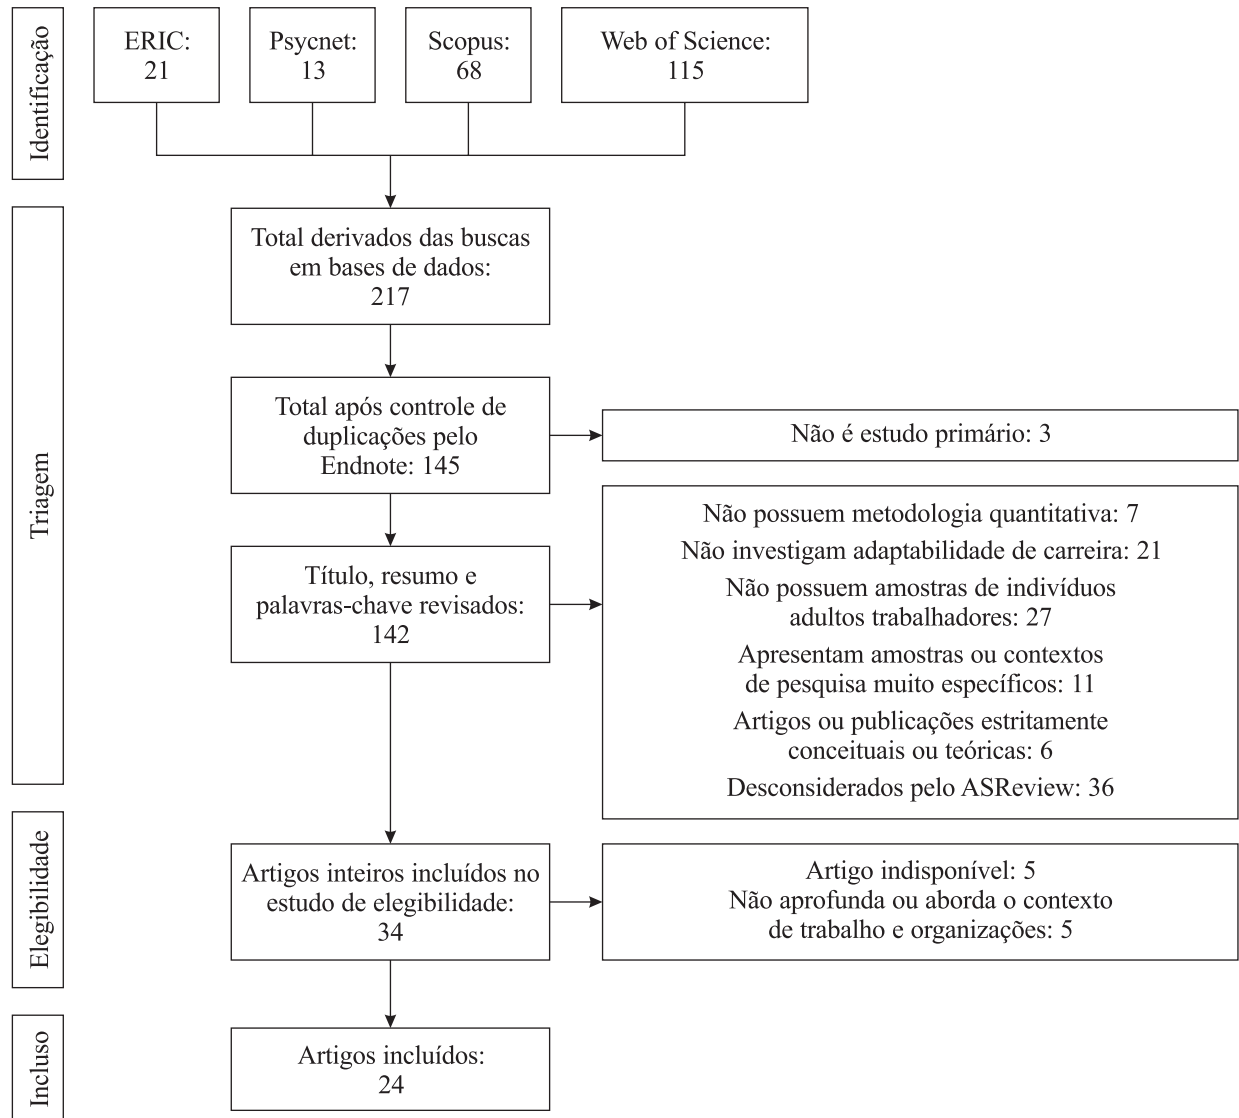 Identificação
ERIC:
21
Psycnet:
13
Scopus:
68
Web of Science:
115
Triagem
Total derivados das buscas
em bases de dados:
217
Total após controle de
duplicações pelo
Endnote: 145
Não é estudo primário: 3
Título, resumo e
palavras-chave revisados:
142
Não possuem metodologia quantitativa: 7
Não investigam adaptabilidade de carreira: 21
Não possuem amostras de indivíduos
adultos trabalhadores: 27
Apresentam amostras ou contextos
de pesquisa muito específicos: 11
Artigos ou publicações estritamente
conceituais ou teóricas: 6
Desconsiderados pelo ASReview: 36
Elegibilidade
Artigos inteiros incluídos no
estudo de elegibilidade:
34
Artigo indisponível: 5
Não aprofunda ou aborda o contexto
de trabalho e organizações: 5
Incluso
Artigos incluídos:
24